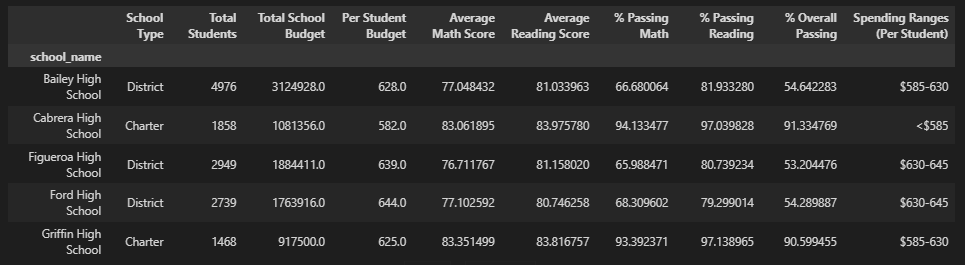 School Type Total Students Total School Budget Per Student Budget Average Math Score Average Reading Score % Passing Math % Passing Reading % Overall Passing Spending Ranges (Per Student)
school_name
Bailey High School District 4976 3124928.0 628.0 77.048432 81.033963 66.680064 81.933280 54.642283 $585-630
Cabrera High School Charter 1858 1081356.0 582.0 83.061895 83.975780 94.133477 97.039828 91.334769 <$585
Figueroa High School District 2949 1884411.0 639.0 76.711767 81.158020 65.988471 80.739234 53.204476 $630-645
Ford High School District 2739 1763916.0 644.0 77.102592 80.746258 68.309602 79.299014 54.289887 $630-645
Griffin High School Charter 1468 917500.0 625.0 83.351499 83.816757 93.392371 97.138965 90.599455 $585-630